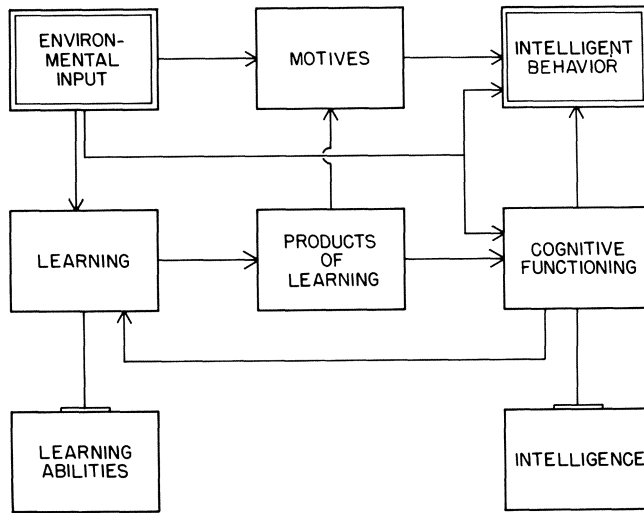 ENVIRON-
MENTAL
INPUT
MOTIVES
INTELLIGENT
BEHAVIOR
LEARNING
PRODUCTS
OF
LEARNING
COGNITIVE
FUNCTIONING
LEARNING
ABILITIES
INTELLIGENCE